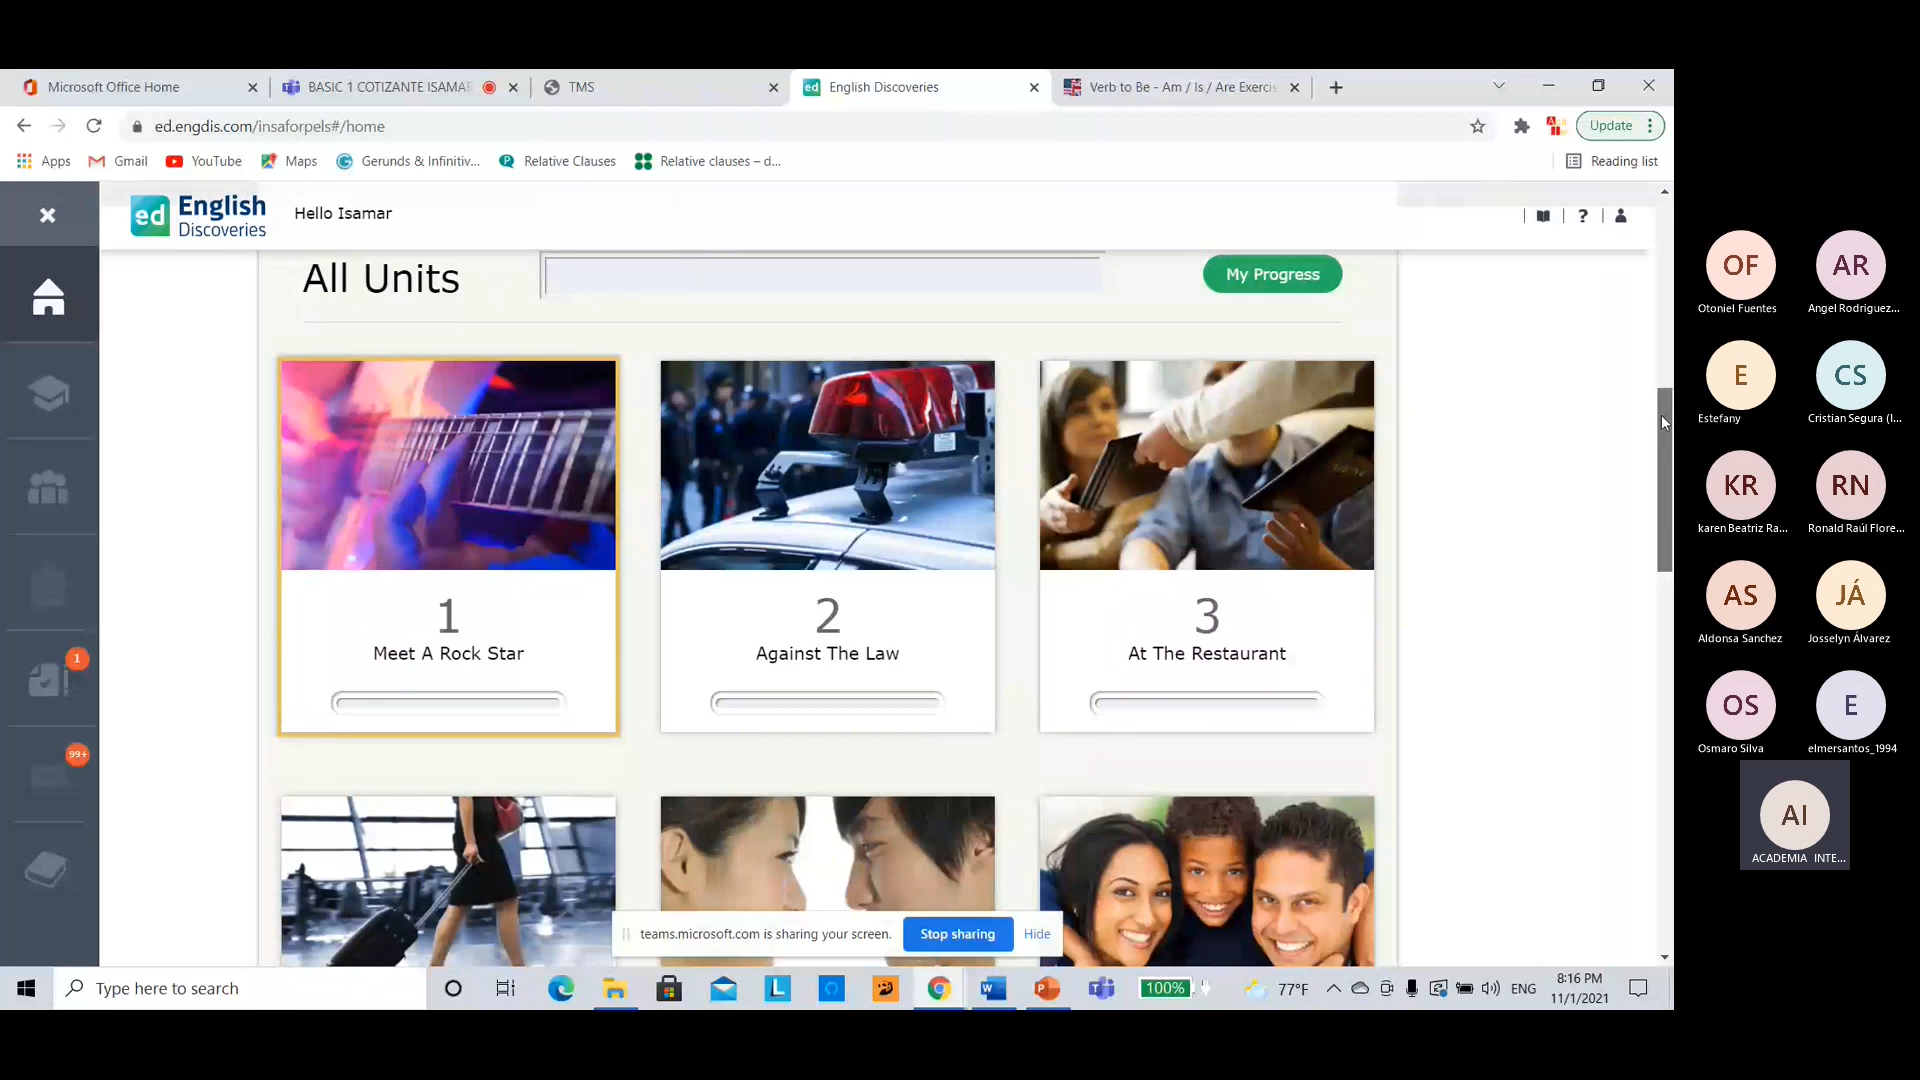 Microsoft Office Home
BASIC 1 COTIZANTE ISAMAR
TMS
ed English Discoveries
Verb to Be - Am / Is / Are Exercis
ed.engdis.com/insaforpels#/home
Update
Apps
Gmail
YouTube
Maps
Gerunds & Infinitiv...
Relative Clauses
Relative clauses – d...
Reading list
ed English Discoveries
Hello Isamar
?
All Units
My Progress
1
Meet A Rock Star
2
Against The Law
3
At The Restaurant
1
99+
teams.microsoft.com is sharing your screen.
Stop sharing
Hide
OF
Otoniel Fuentes
AR
Angel Rodríguez...
E
Estefany
CS
Cristian Segura (I...
KR
karen Beatriz Ra...
RN
Ronald Raúl Flore...
AS
Aldonsa Sanchez
JÁ
Josselyn Álvarez
OS
Osmaro Silva
E
elmersantos_1994
AI
ACADEMIA INTE...
Type here to search
L
W
P
100%
77°F
ENG
8:16 PM
11/1/2021